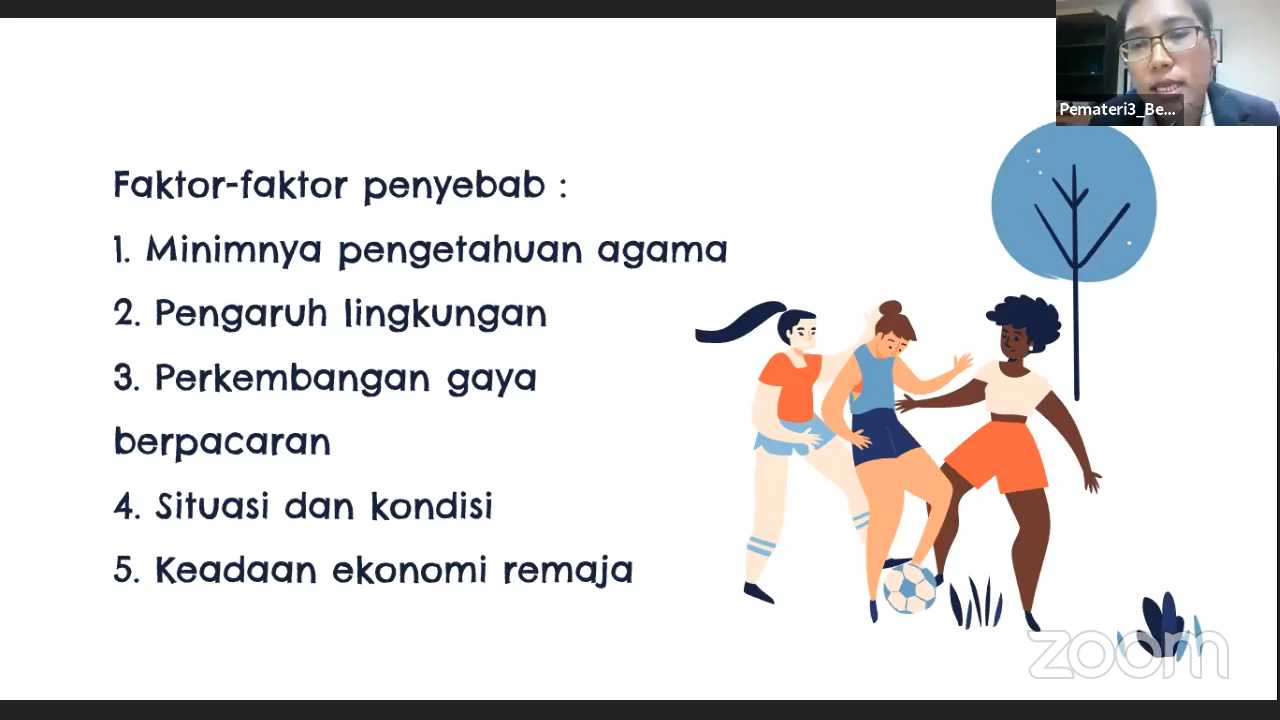 Pemateri3_Be...
Faktor-faktor penyebab :
1. Minimnya pengetahuan agama
2. Pengaruh lingkungan
3. Perkembangan gaya
berpacaran
4. Situasi dan kondisi
5. Keadaan ekonomi remaja
zoom